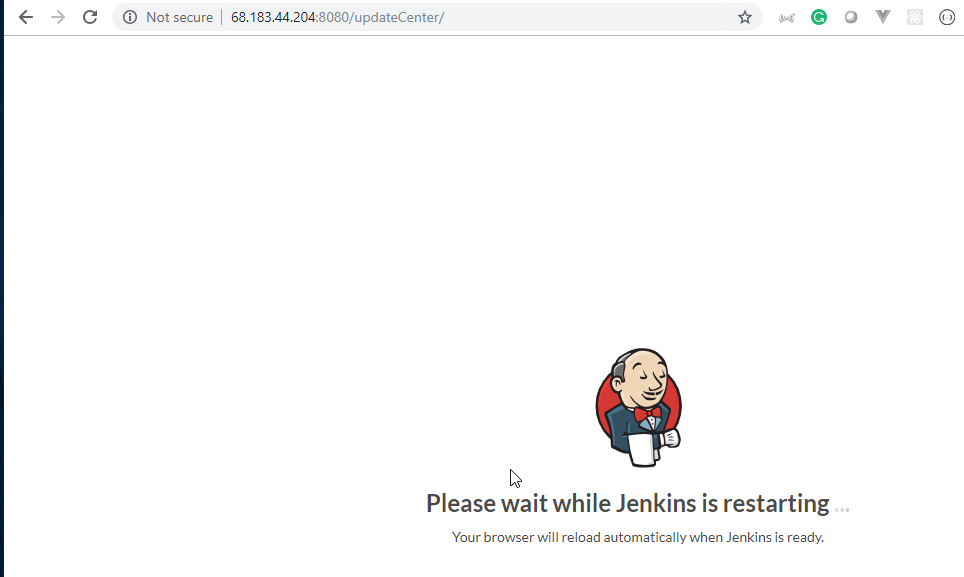 Not secure | 68.183.44.204:8080/updateCenter/
Please wait while Jenkins is restarting ...
Your browser will reload automatically when Jenkins is ready.